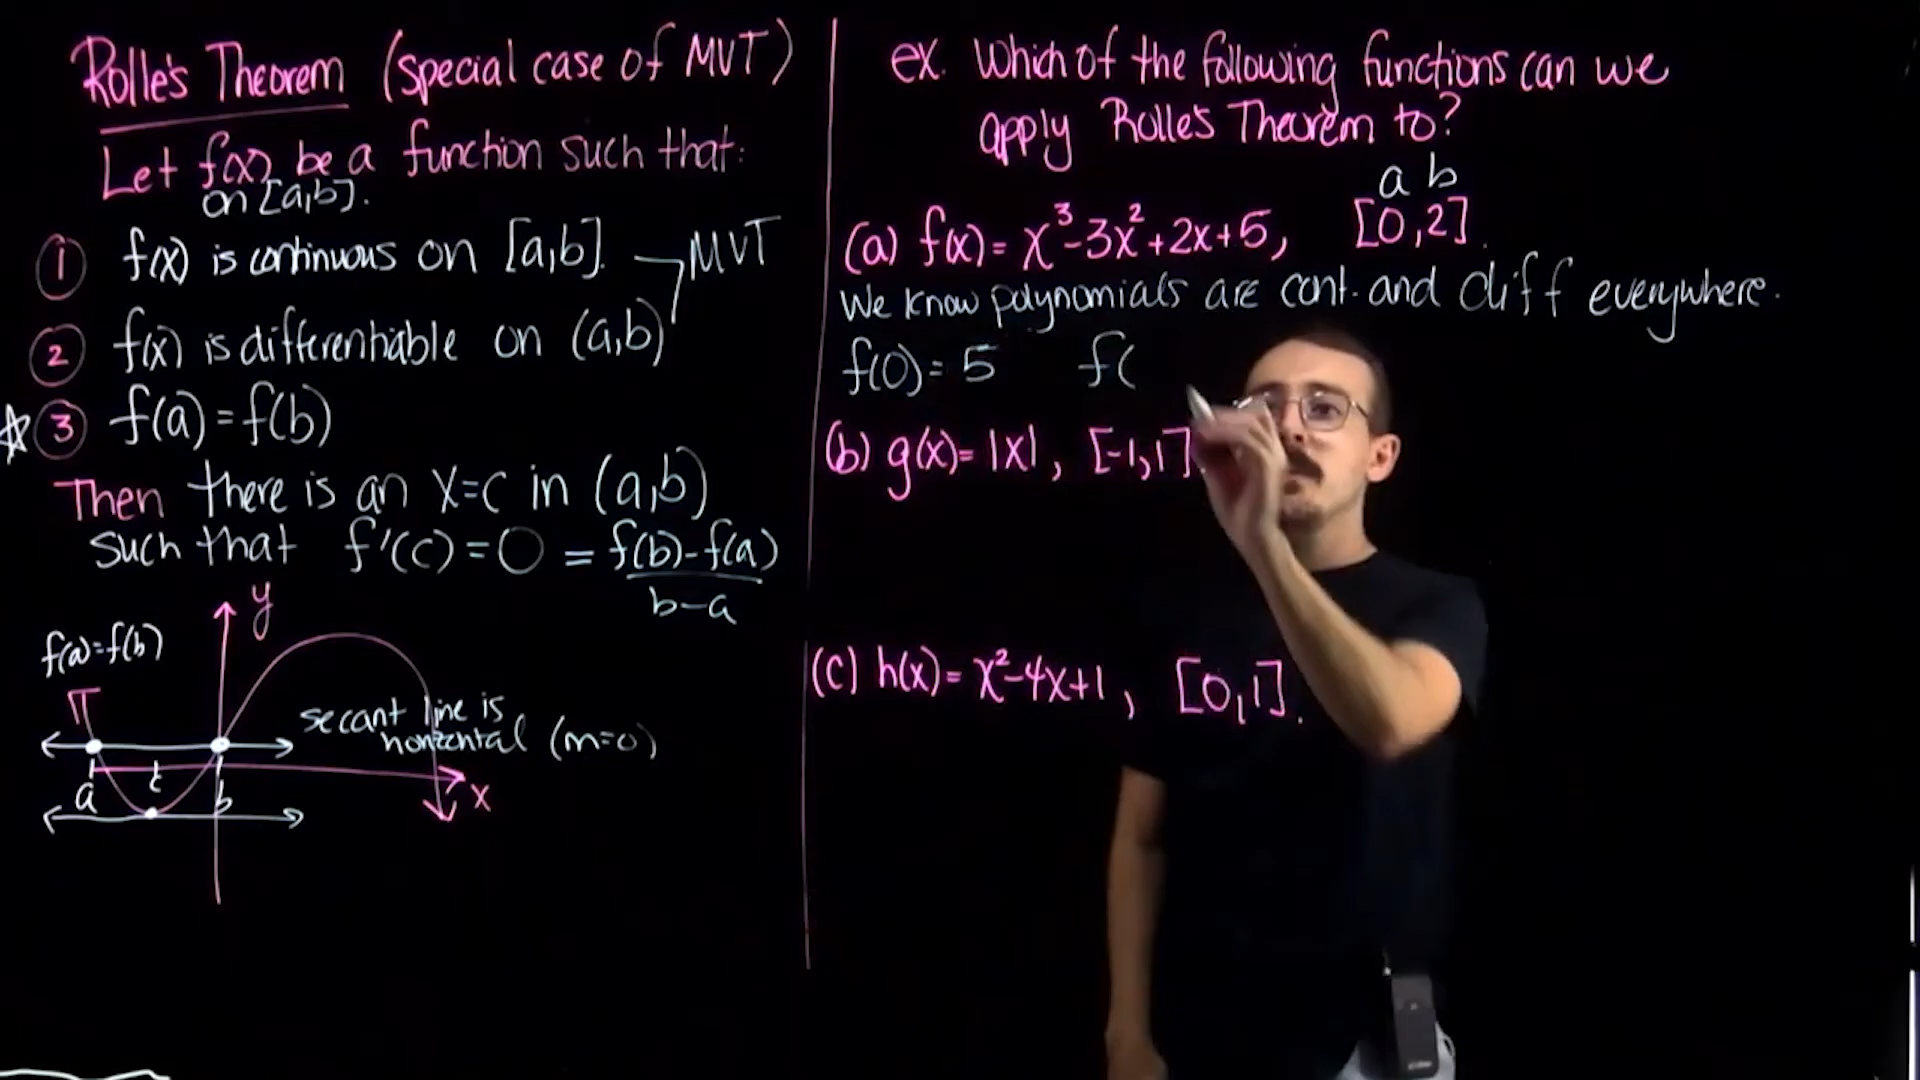 Rolle's Theorem (special case of MVT)
Let f(x) be a function such that:
on [a,b].
1 f(x) is continuous on [a,b]. MVT
2 f(x) is differentiable on (a,b)
3 f(a)=f(b)
Then there is an x=c in (a,b)
such that f'(c)=0 = f(b)-f(a)
b-a
y
f(a)=f(b)
secant line is
horizontal (m=0)
a c b x
ex. Which of the following functions can we
apply Rolle's Theorem to?
a b
(a) f(x)= x³-3x²+2x+5, [0,2].
We know polynomials are cont. and diff everywhere.
f(0)=5 f(
(b) g(x)=|x|, [-1,1].
(c) h(x)=x²-4x+1, [0,1].